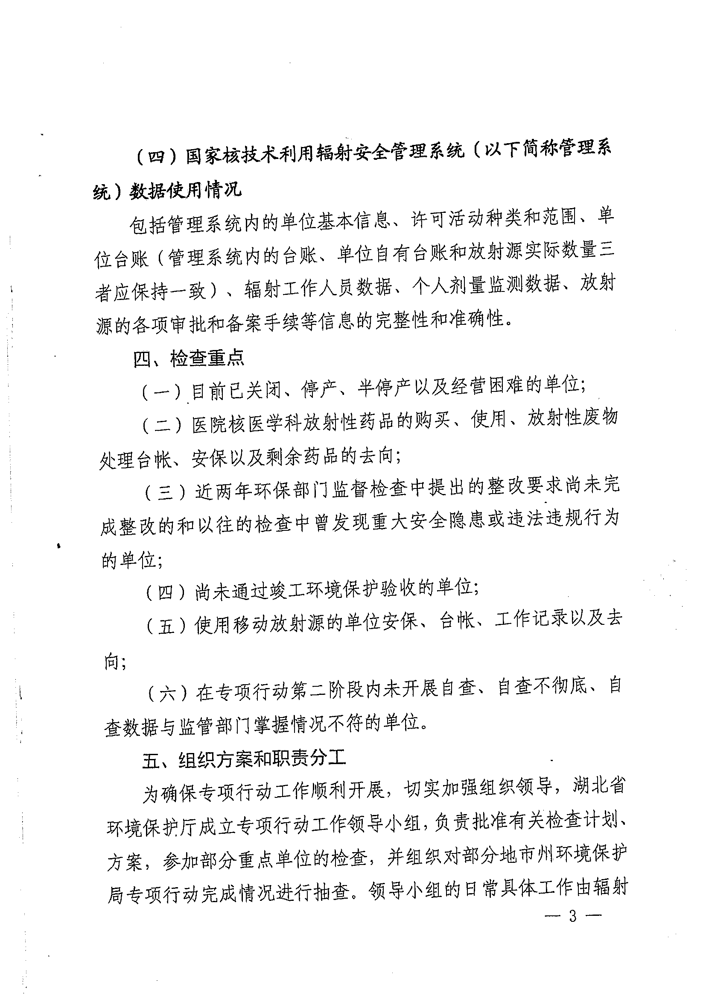 （四）国家核技术利用辐射安全管理系统（以下简称管理系
统）数据使用情况
包括管理系统内的单位基本信息、许可活动种类和范围、单
位台账（管理系统内的台账、单位自有台账和放射源实际数量三
者应保持一致）、辐射工作人员数据、个人剂量监测数据、放射
源的各项审批和备案手续等信息的完整性和准确性。
四、检查重点
（一）目前已关闭、停产、半停产以及经营困难的单位；
（二）医院核医学科放射性药品的购买、使用、放射性废物
处理台帐、安保以及剩余药品的去向；
（三）近两年环保部门监督检查中提出的整改要求尚未完
成整改的和以往的检查中曾发现重大安全隐患或违法违规行为
的单位；
（四）尚未通过竣工环境保护验收的单位；
（五）使用移动放射源的单位安保、台帐、工作记录以及去
向；
（六）在专项行动第二阶段内未开展自查、自查不彻底、自
查数据与监管部门掌握情况不符的单位。
五、组织方案和职责分工
为确保专项行动工作顺利开展，切实加强组织领导，湖北省
环境保护厅成立专项行动工作领导小组，负责批准有关检查计划、
方案，参加部分重点单位的检查，并组织对部分地市州环境保护
局专项行动完成情况进行抽查。领导小组的日常具体工作由辐射
— 3 —